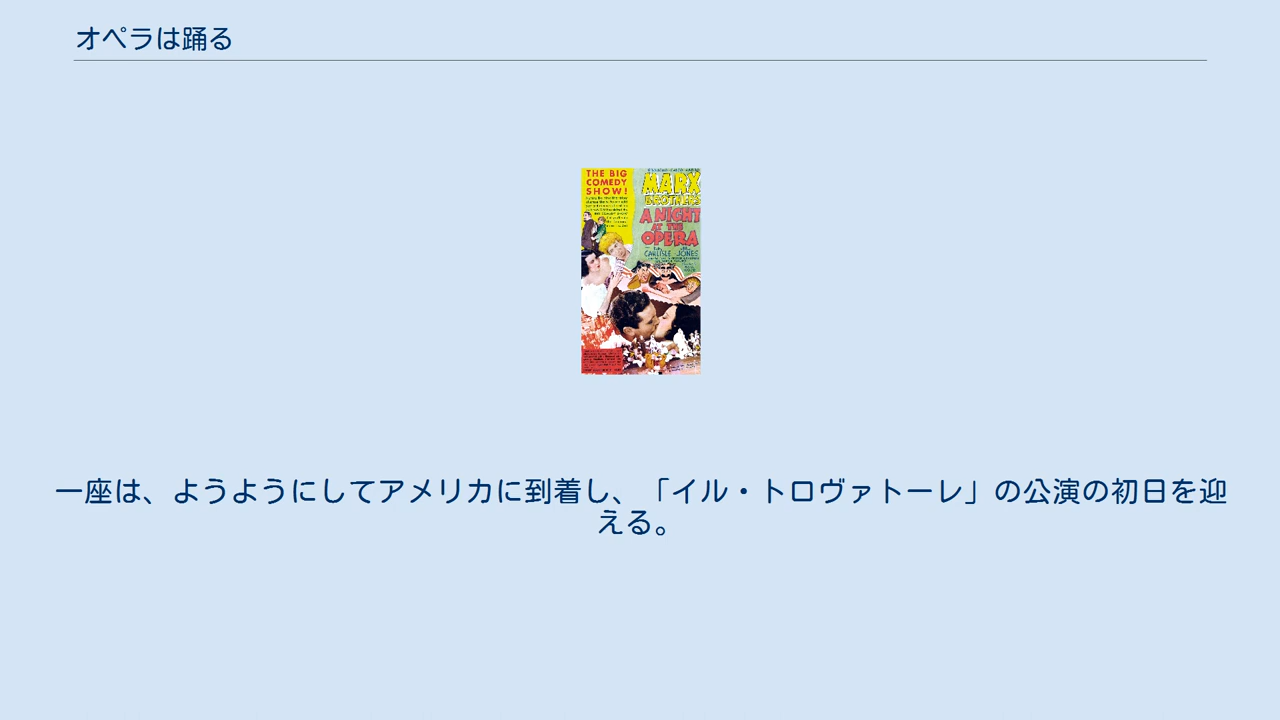 オペラは踊る
THE BIG
COMEDY
SHOW!
MARX
BROTHERS
A NIGHT
AT THE
OPERA
CARLISLE JONES
一座は、ようようにしてアメリカに到着し、「イル・トロヴァトーレ」の公演の初日を迎
える。